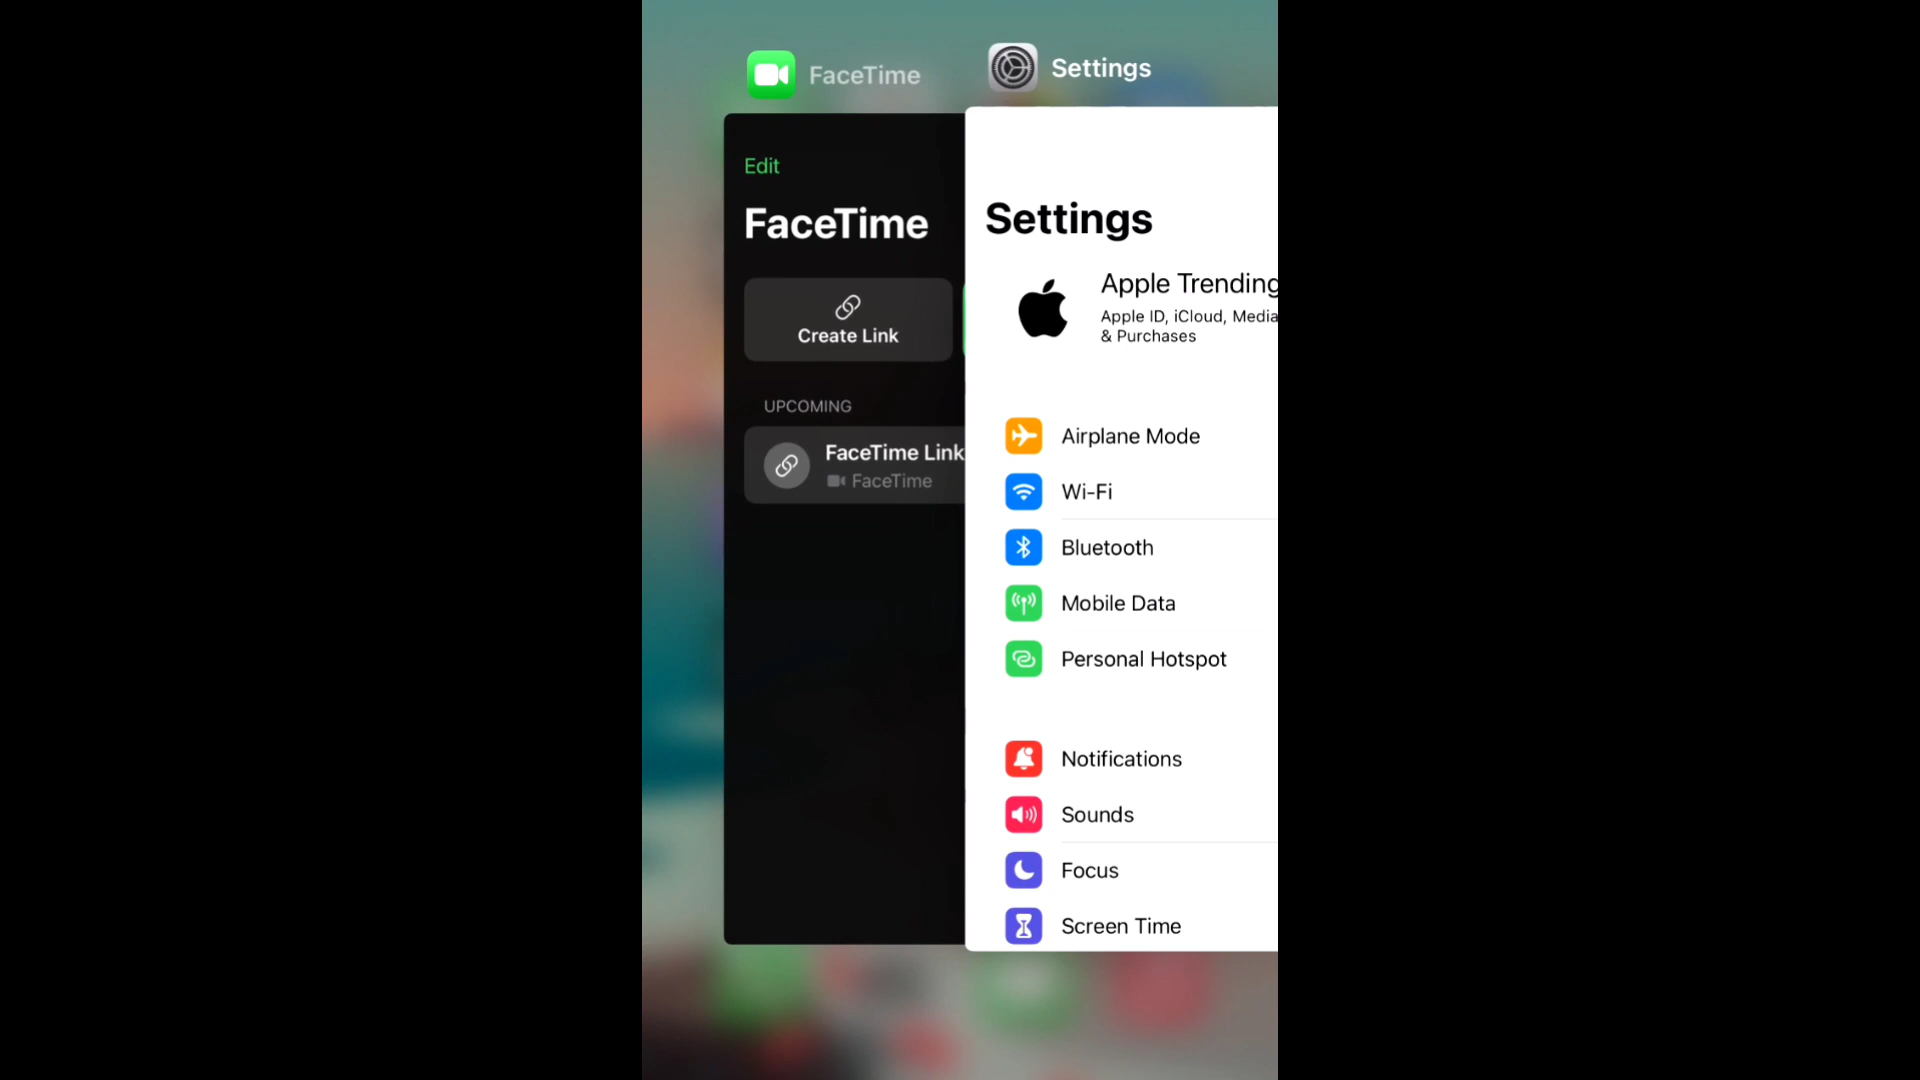 FaceTime
Settings
Edit
FaceTime
Create Link
UPCOMING
FaceTime Link
FaceTime
Settings
Apple Trending
Apple ID, iCloud, Media
& Purchases
Airplane Mode
Wi-Fi
Bluetooth
Mobile Data
Personal Hotspot
Notifications
Sounds
Focus
Screen Time